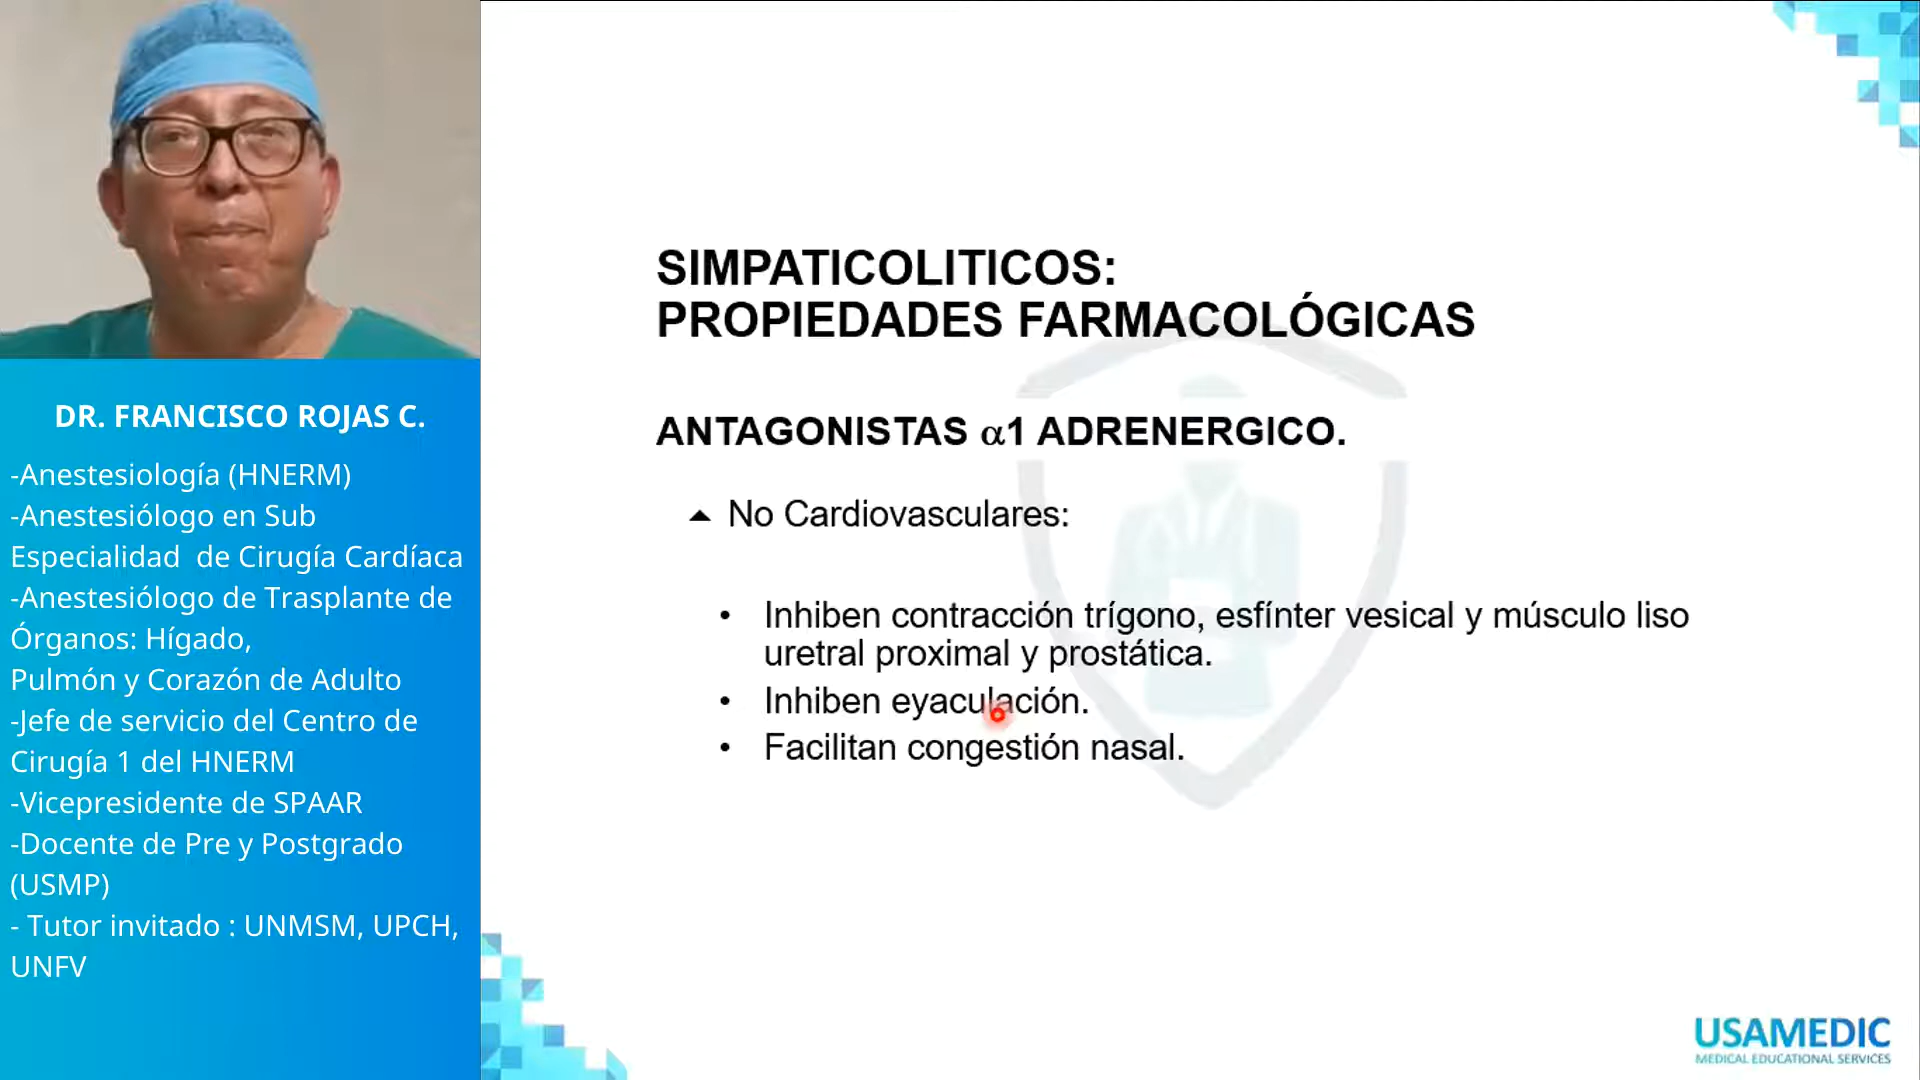 DR. FRANCISCO ROJAS C.
-Anestesiología (HNERM)
-Anestesiólogo en Sub
Especialidad  de Cirugía Cardíaca
-Anestesiólogo de Trasplante de
Órganos: Hígado,
Pulmón y Corazón de Adulto
-Jefe de servicio del Centro de
Cirugía 1 del HNERM
-Vicepresidente de SPAAR
-Docente de Pre y Postgrado
(USMP)
- Tutor invitado : UNMSM, UPCH,
UNFV
SIMPATICOLITICOS:
PROPIEDADES FARMACOLÓGICAS
ANTAGONISTAS α1 ADRENERGICO.
No Cardiovasculares:
• Inhiben contracción trígono, esfínter vesical y músculo liso
uretral proximal y prostática.
• Inhiben eyaculación.
• Facilitan congestión nasal.
USAMEDIC
MEDICAL EDUCATIONAL SERVICES